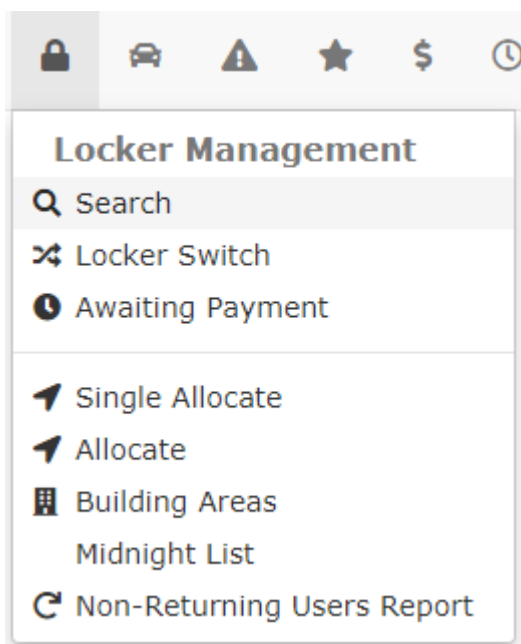 $
Locker Management
Search
Locker Switch
Awaiting Payment
Single Allocate
Allocate
Building Areas
Midnight List
Non-Returning Users Report